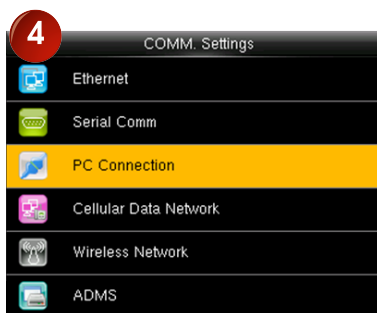 4
COMM. Settings
Ethernet
Serial Comm
PC Connection
Cellular Data Network
Wireless Network
ADMS